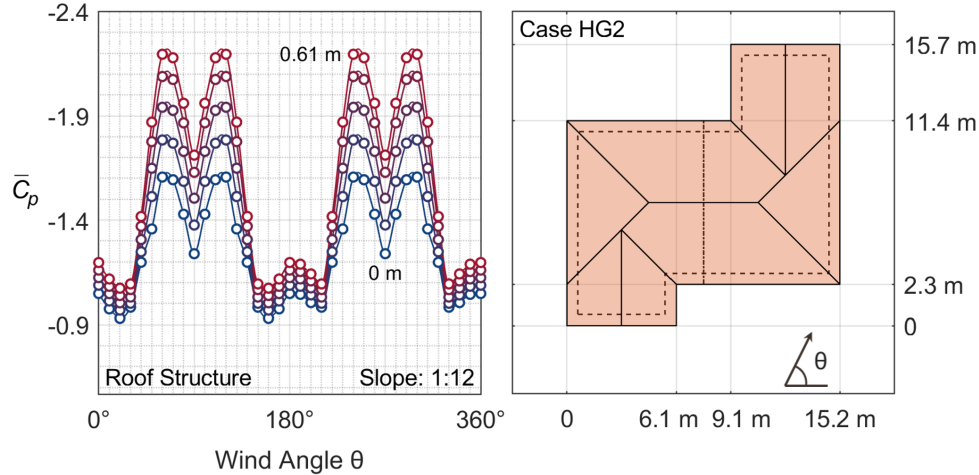 -2.4
-1.9
-1.4
-0.9
C̅p
0.61 m
0 m
Roof Structure
Slope: 1:12
0°
180°
360°
Wind Angle θ
Case HG2
15.7 m
11.4 m
2.3 m
0
θ
0
6.1 m
9.1 m
15.2 m